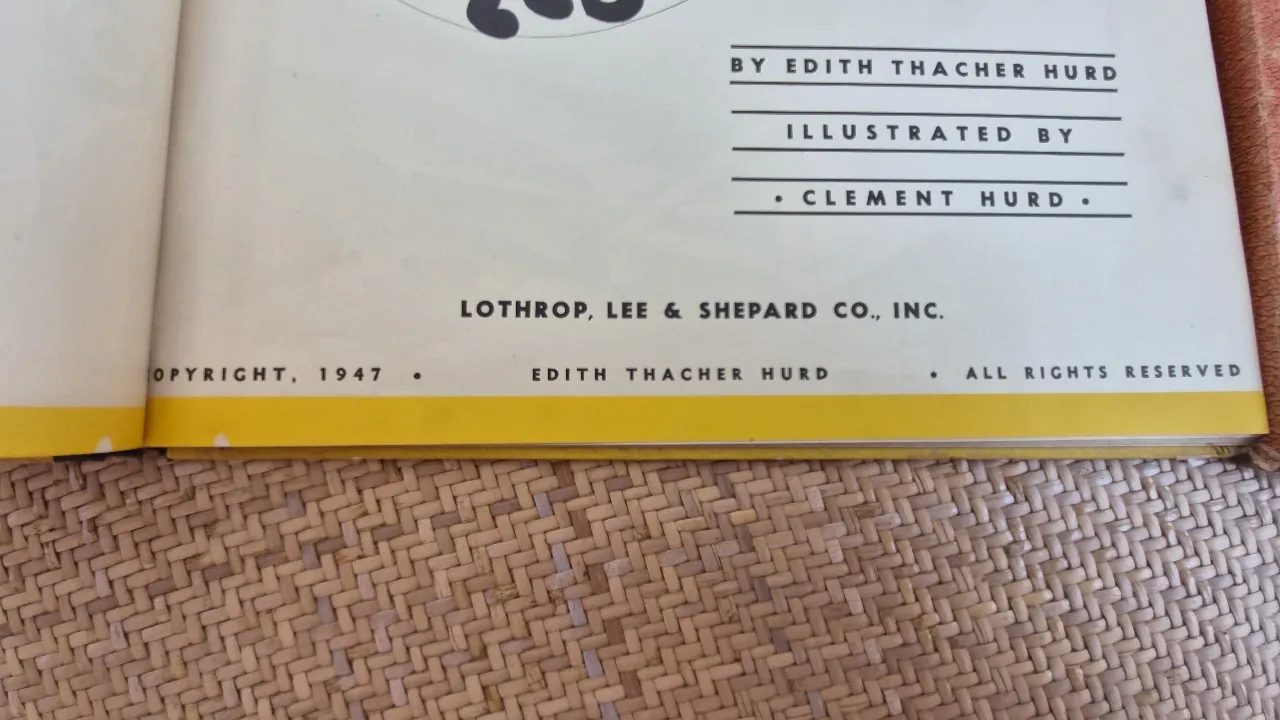 BY EDITH THACHER HURD
ILLUSTRATED BY
• CLEMENT HURD •
LOTHROP, LEE & SHEPARD CO., INC.
OPYRIGHT, 1947 • EDITH THACHER HURD • ALL RIGHTS RESERVED